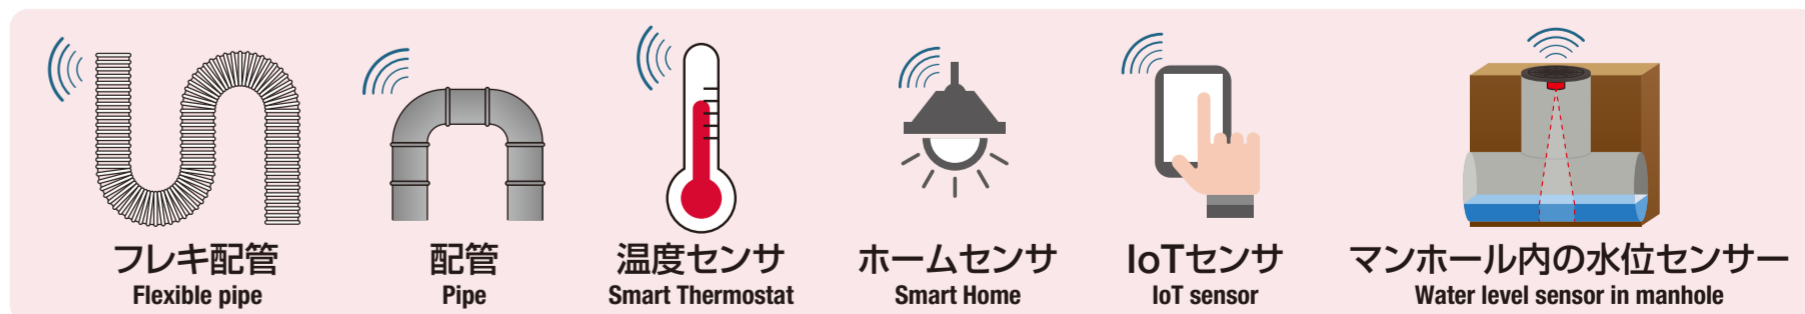 フレキ配管
Flexible pipe
配管
Pipe
温度センサ
Smart Thermostat
ホームセンサ
Smart Home
IoTセンサ
IoT sensor
マンホール内の水位センサー
Water level sensor in manhole